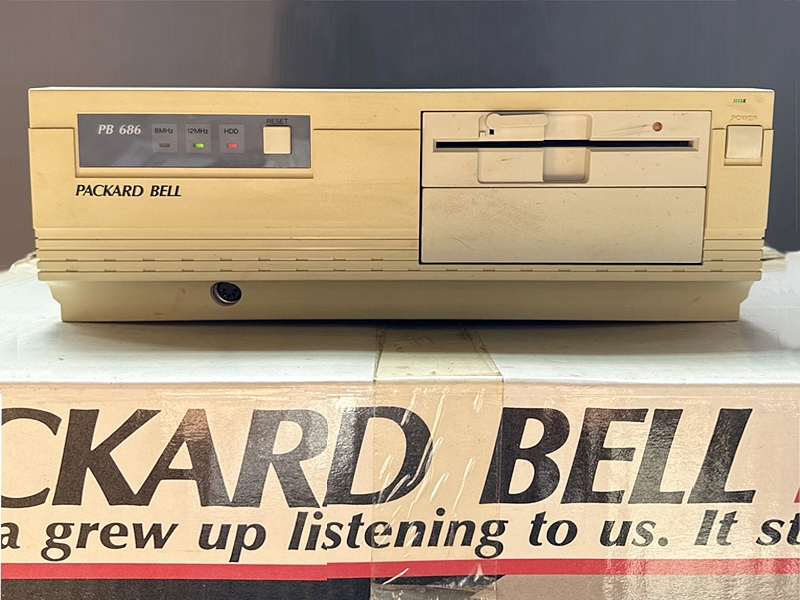 PB 686
8MHz 12MHz HDD
RESET
POWER
PACKARD BELL
CKARD BELL
a grew up listening to us. It st